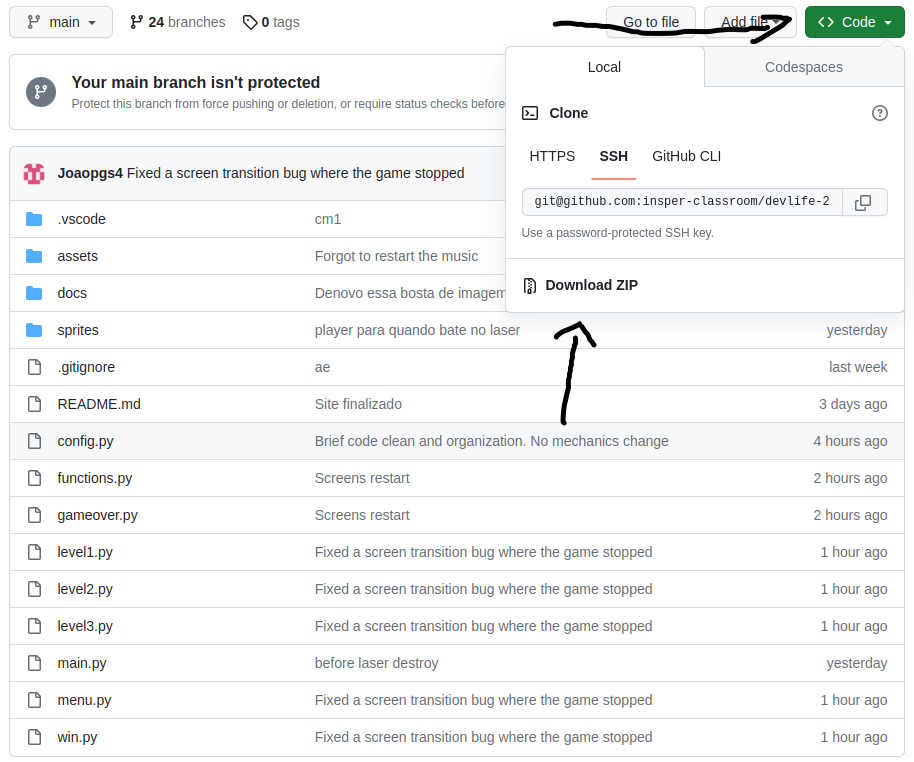 main 24 branches 0 tags Go to file Add file Code
Local Codespaces
Your main branch isn't protected
Protect this branch from force pushing or deletion, or require status checks before
Clone
HTTPS SSH GitHub CLI
git@github.com:insper-classroom/devlife-2
Use a password-protected SSH key.
Download ZIP
Joaopgs4 Fixed a screen transition bug where the game stopped
.vscode cm1
assets Forgot to restart the music
docs Denovo essa bosta de imagem
sprites player para quando bate no laser yesterday
.gitignore ae last week
README.md Site finalizado 3 days ago
config.py Brief code clean and organization. No mechanics change 4 hours ago
functions.py Screens restart 2 hours ago
gameover.py Screens restart 2 hours ago
level1.py Fixed a screen transition bug where the game stopped 1 hour ago
level2.py Fixed a screen transition bug where the game stopped 1 hour ago
level3.py Fixed a screen transition bug where the game stopped 1 hour ago
main.py before laser destroy yesterday
menu.py Fixed a screen transition bug where the game stopped 1 hour ago
win.py Fixed a screen transition bug where the game stopped 1 hour ago